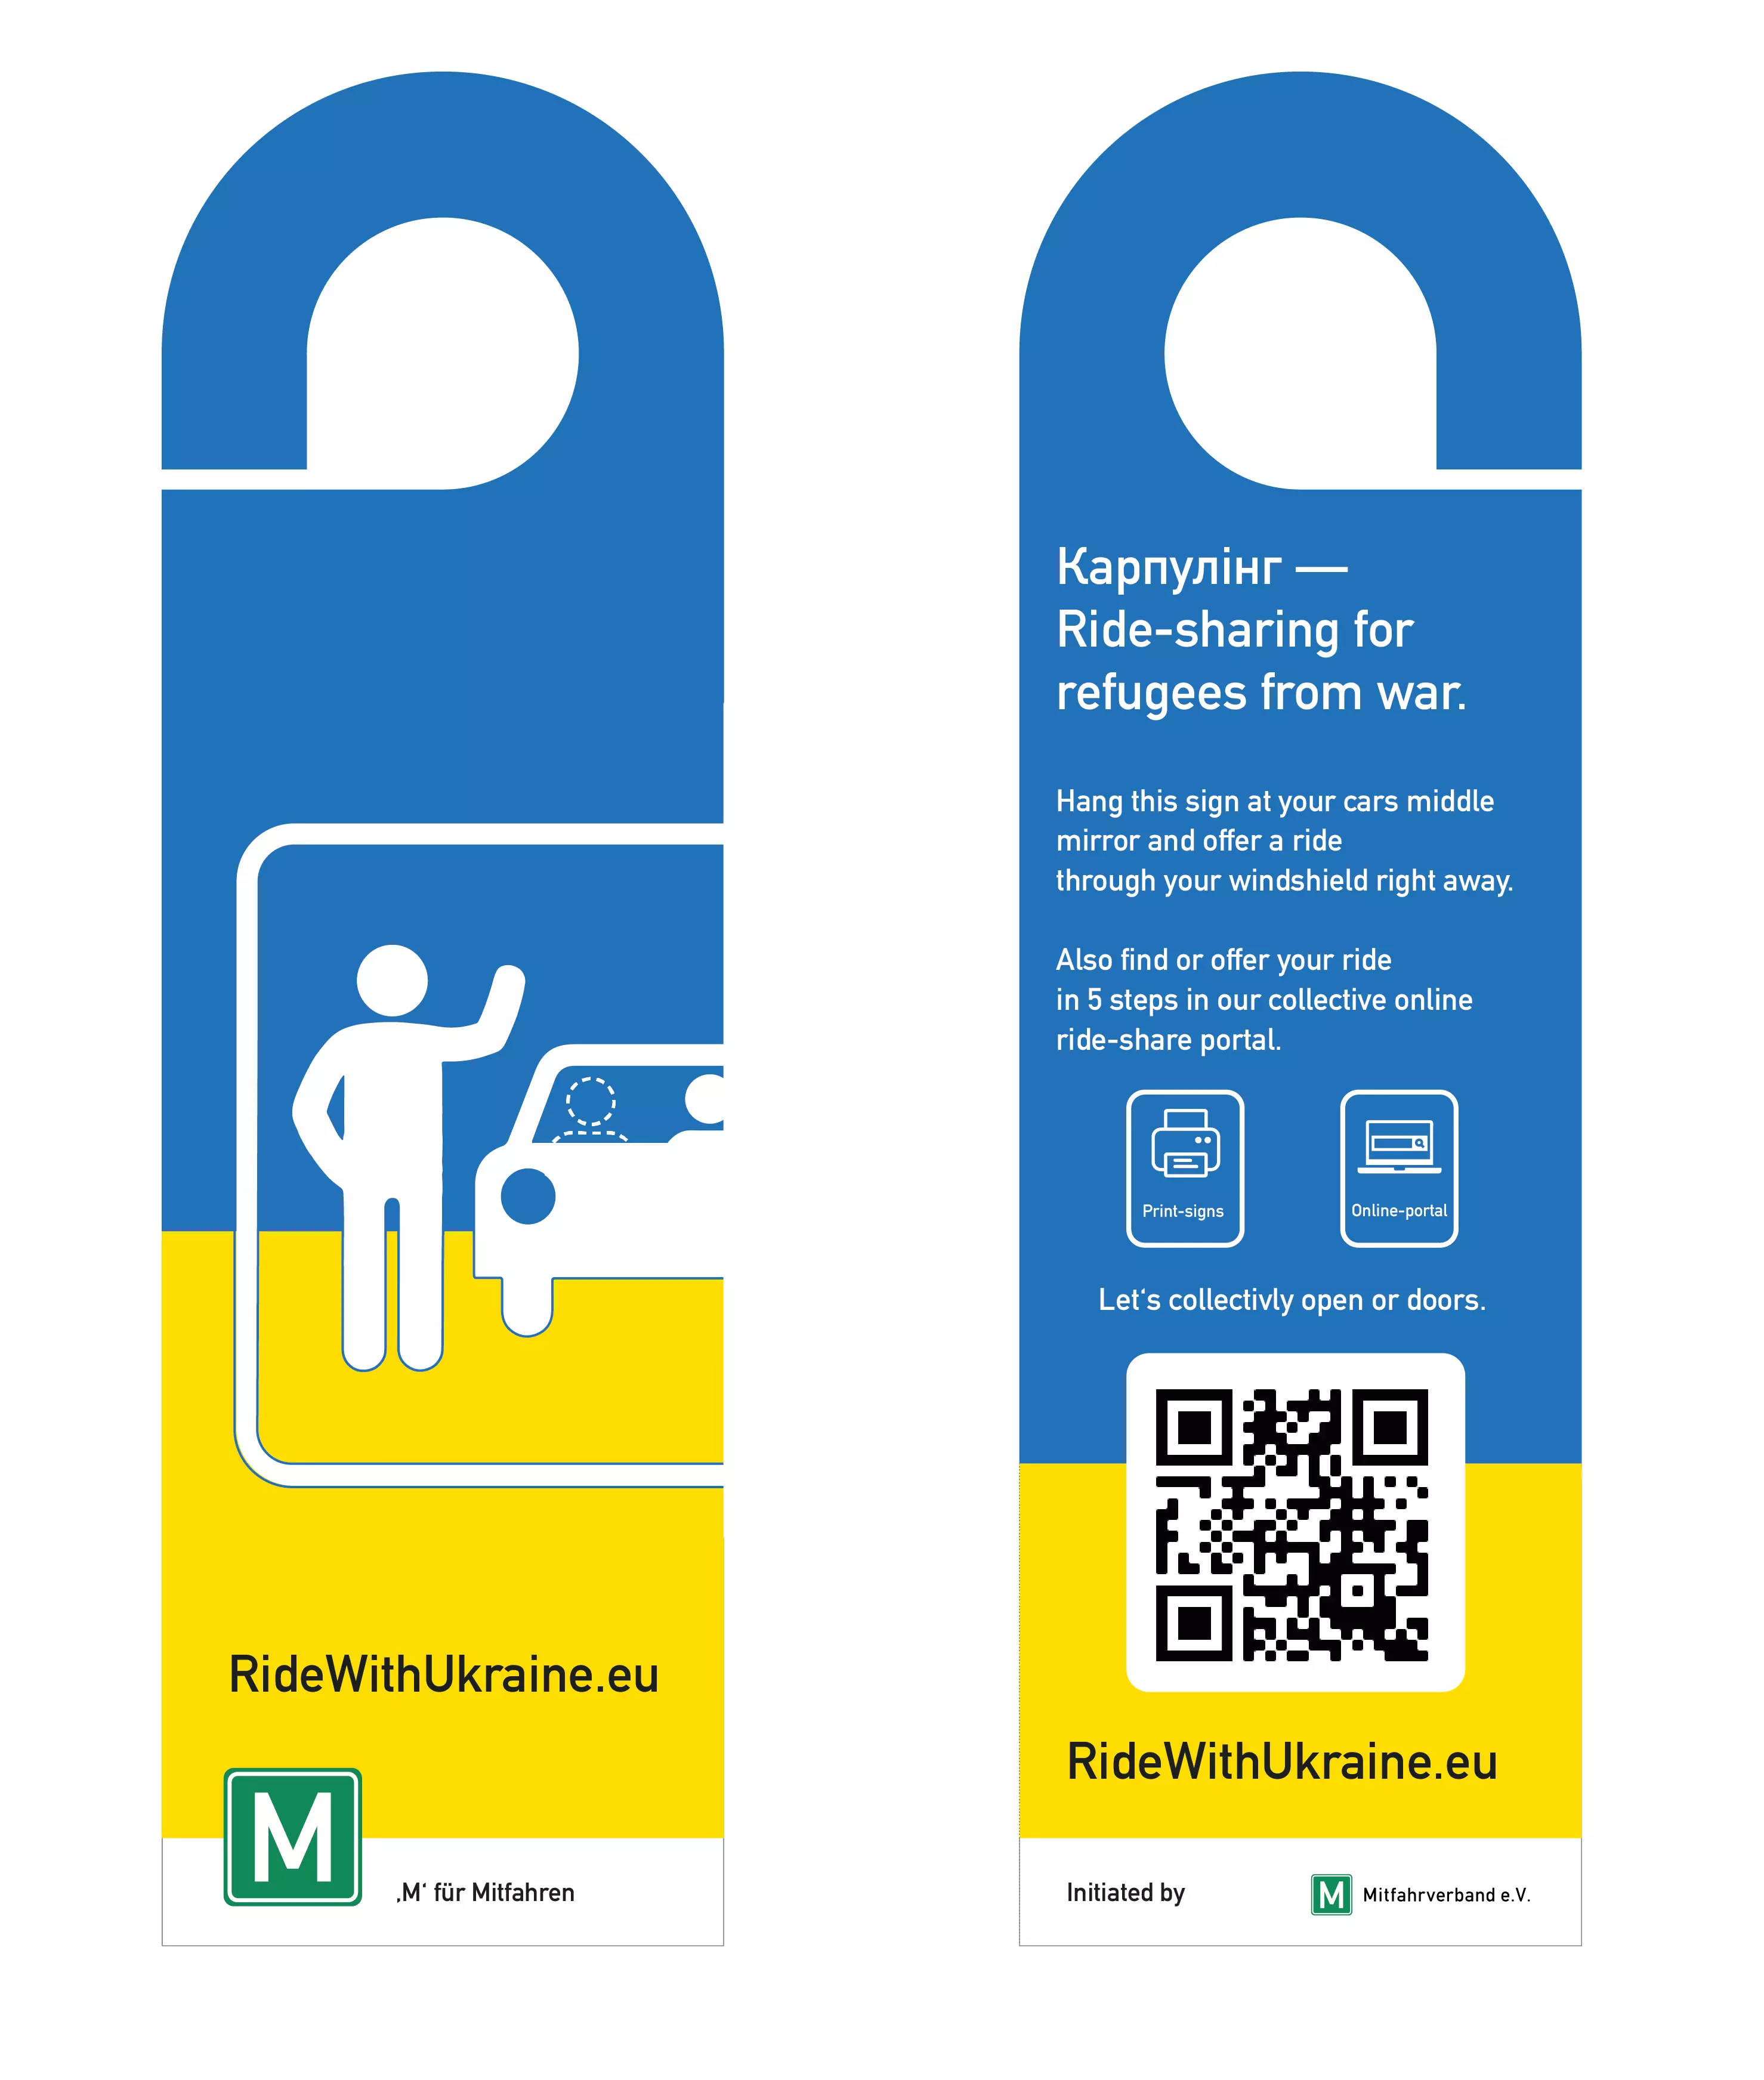 RideWithUkraine.eu
M
‚M‘ für Mitfahren
Карпулінг —
Ride-sharing for
refugees from war.
Hang this sign at your cars middle
mirror and offer a ride
through your windshield right away.
Also find or offer your ride
in 5 steps in our collective online
ride-share portal.
Print-signs
Online-portal
Let‘s collectivly open or doors.
RideWithUkraine.eu
Initiated by
M Mitfahrverband e.V.